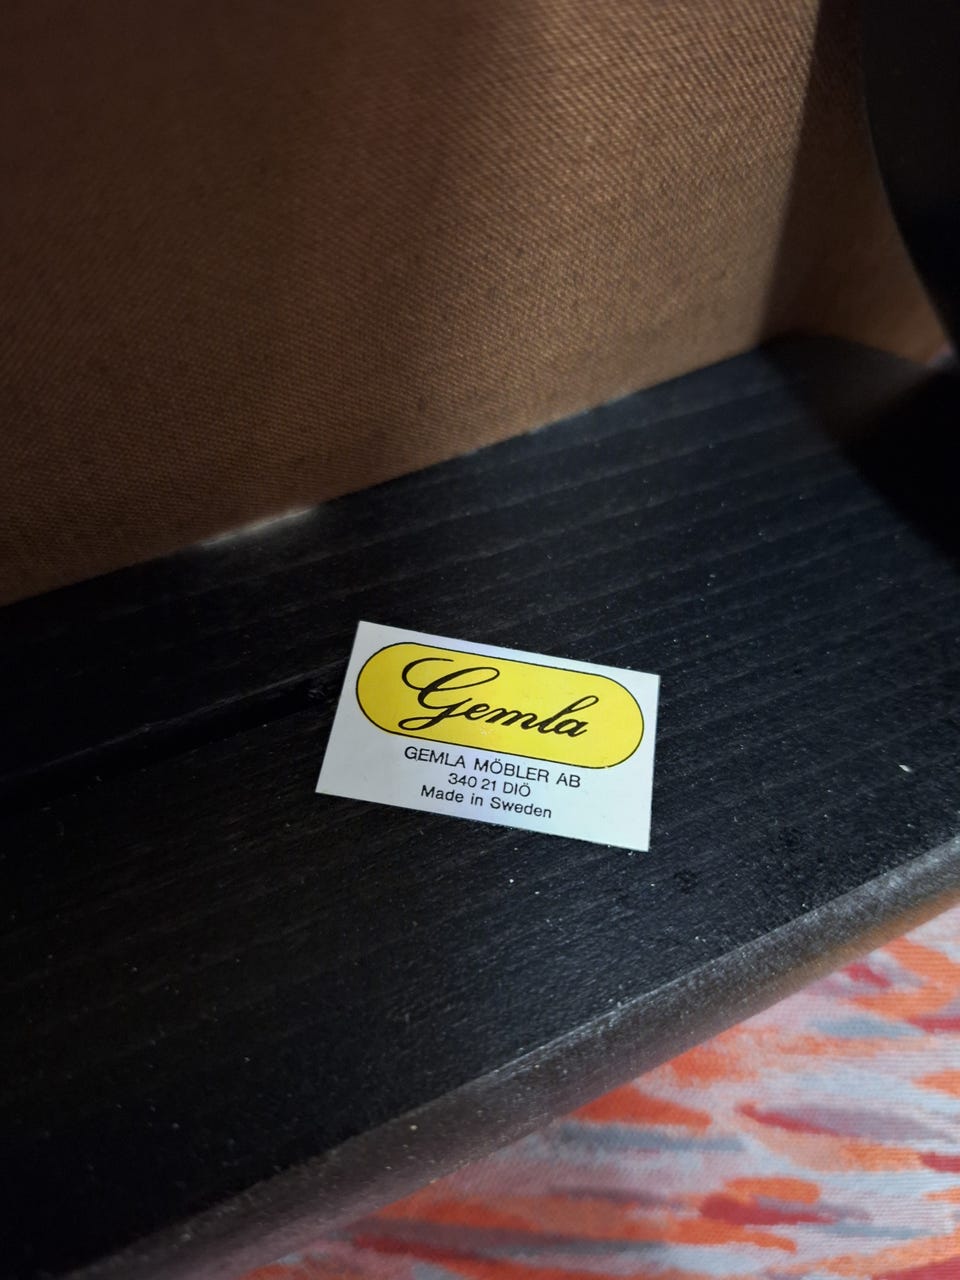 Gemla
GEMLA MÖBLER AB
340 21 DIÖ
Made in Sweden